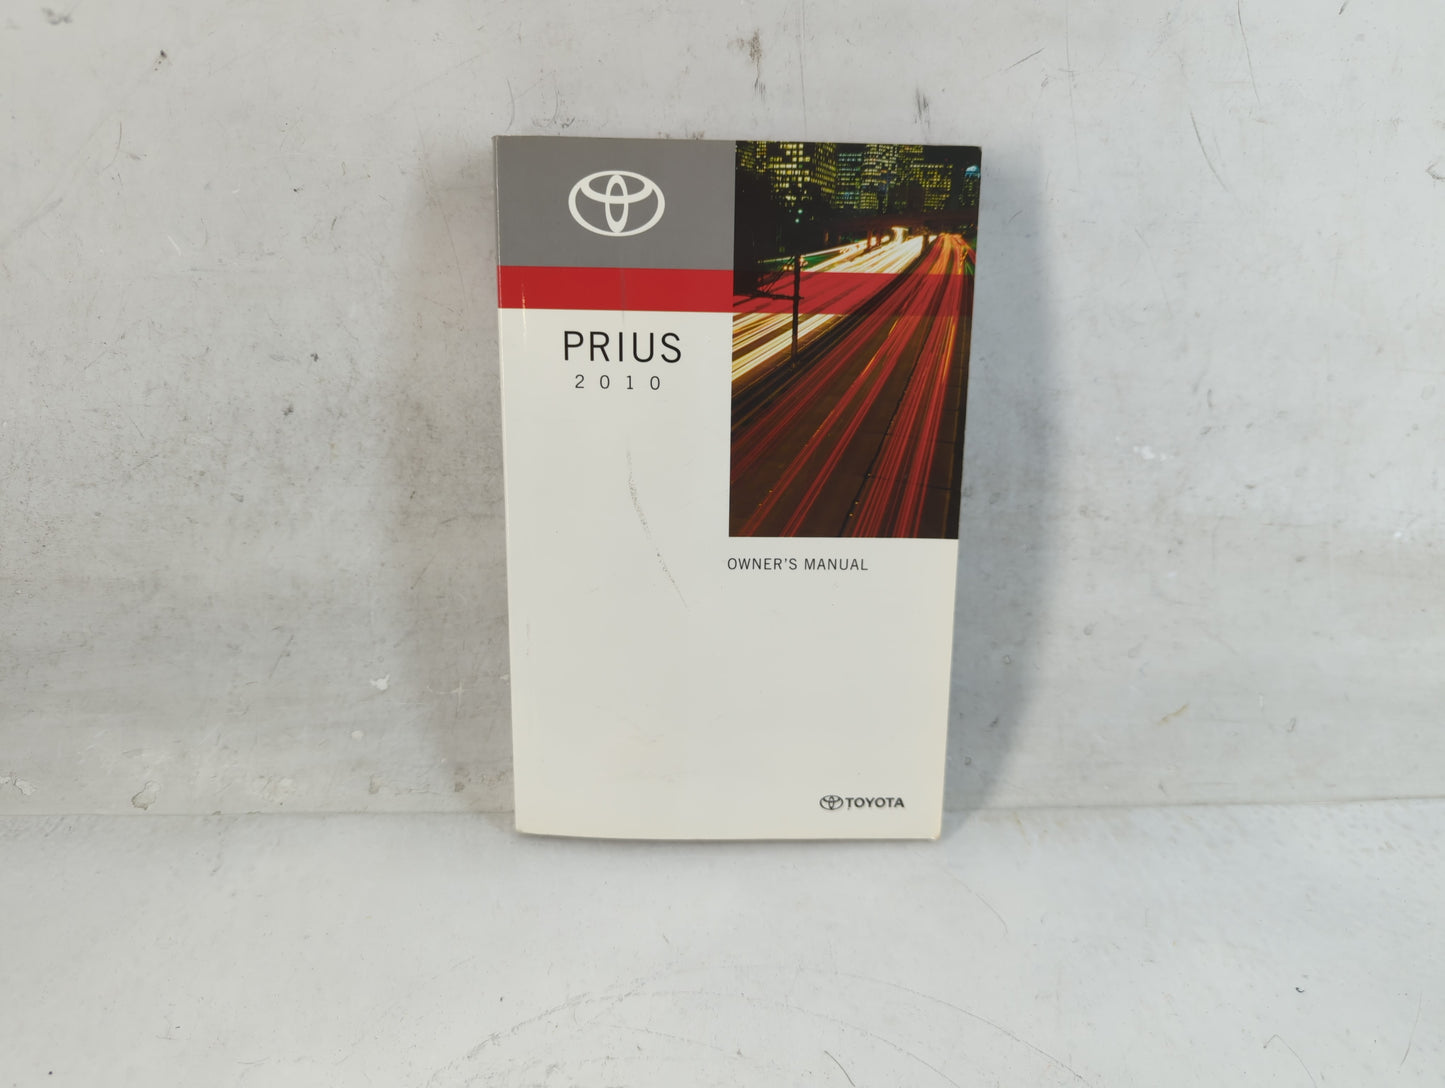 PRIUS
2010
OWNER'S MANUAL
TOYOTA